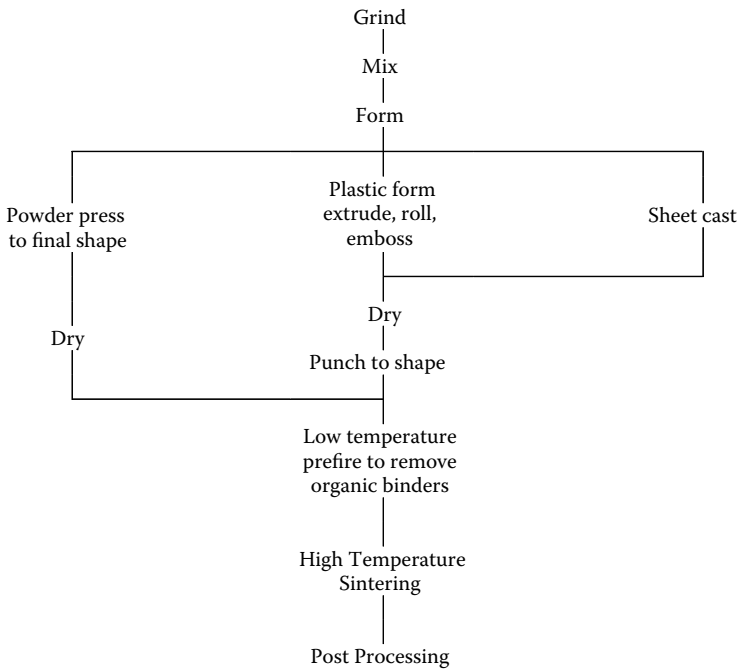 Grind
Mix
Form
Powder press
to final shape
Plastic form
extrude, roll,
emboss
Sheet cast
Dry
Dry
Punch to shape
Low temperature
prefire to remove
organic binders
High Temperature
Sintering
Post Processing